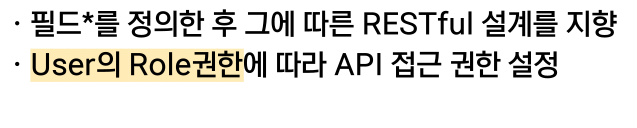 · 필드*를 정의한 후 그에 따른 RESTful 설계를 지향
· User의 Role권한에 따라 API 접근 권한 설정